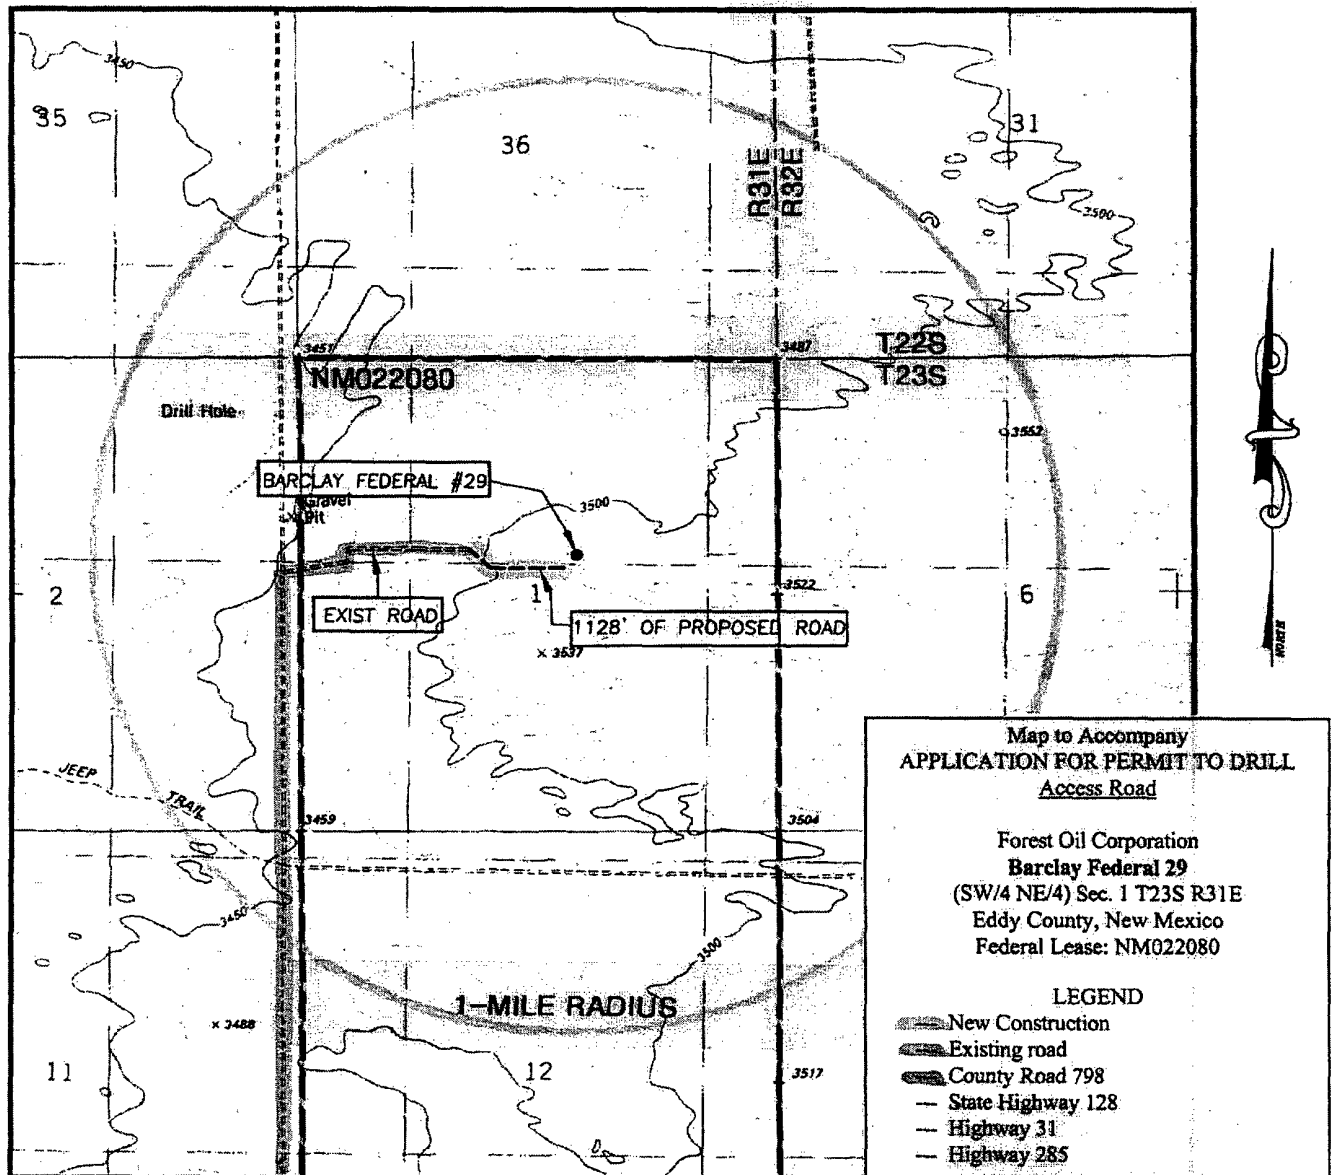 3450
35
36
31
R31E
R32E
3500
3451
3487
T22S
T23S
NM022080
Drill Hole
3552
BARCLAY FEDERAL #29
Gravel
Pit
3500
2
1
3522
6
EXIST ROAD
1128' OF PROPOSED ROAD
3537
NORTH
JEEP
TRAIL
3459
3504
3450
3500
1-MILE RADIUS
3488
11
12
3517
Map to Accompany
APPLICATION FOR PERMIT TO DRILL
Access Road
Forest Oil Corporation
Barclay Federal 29
(SW/4 NE/4) Sec. 1 T23S R31E
Eddy County, New Mexico
Federal Lease: NM022080
LEGEND
New Construction
Existing road
County Road 798
State Highway 128
Highway 31
Highway 285